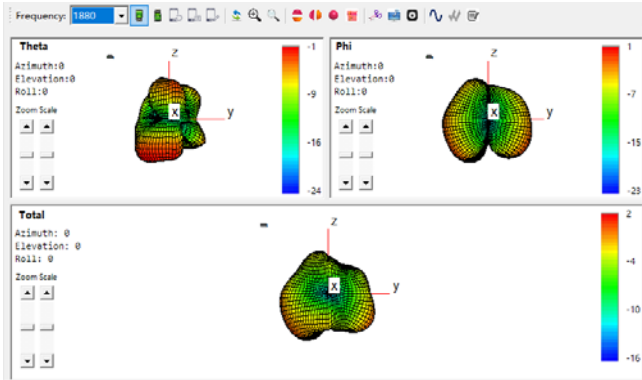 Frequency: 1880
Theta
Azimuth:0
Elevation:0
Roll:0
Zoom Scale
z
x
y
-1
-9
-16
-24
Phi
Azimuth:0
Elevation:0
Roll:0
Zoom Scale
z
x
y
1
-7
-15
-23
Total
Azimuth: 0
Elevation: 0
Roll: 0
Zoom Scale
z
x
y
2
-4
-10
-16